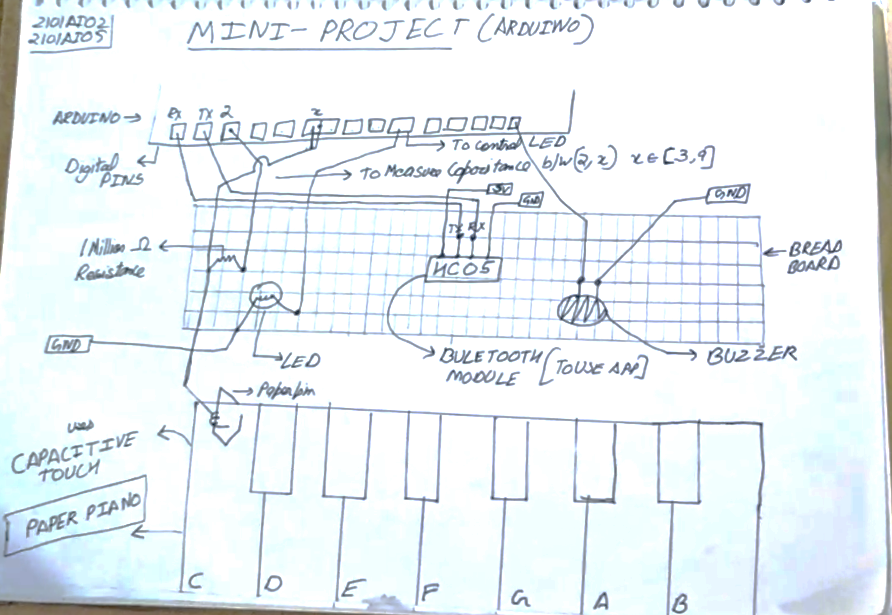 2101AI02
2101AI05
MINI-PROJECT (ARDUINO)
ARDUINO →
RX TX 2 x
Digital PINS
→ To control LED
→ To Measure Capacitance b/w (2, x) x ∈ [3, 9]
5V
GND
GND
TX RX
1 Million Ω
Resistance
HC05
← BREAD
BOARD
GND
LED
BULETOOTH
MODULE [TO USE APP]
BUZZER
→ Paperpin
uses
CAPACITIVE
TOUCH
PAPER PIANO
C D E F G A B